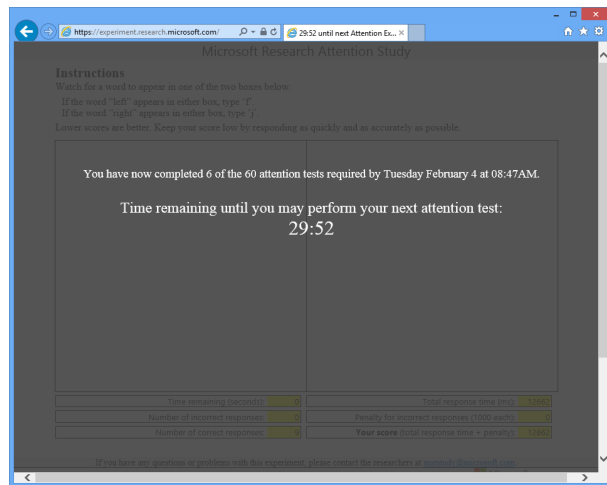 https://experiment.research.microsoft.com/
29:52 until next Attention Ex...
Microsoft Research Attention Study
Instructions
Watch for a word to appear in one of the two boxes below.
If the word "left" appears in either box, type 'f'.
If the word "right" appears in either box, type 'j'
Lower scores are better. Keep your score low by responding as quickly and as accurately as possible.
You have now completed 6 of the 60 attention tests required by Tuesday February 4 at 08:47AM.
Time remaining until you may perform your next attention test:
29:52
Time remaining (seconds): 0 Total response time (ms):
Number of incorrect responses: 0 Penalty for incorrect responses (1000 each): 0
Number of correct responses: Your score (total response time + penalty):
If you have any questions or problems with this experiment, please contact the researchers at